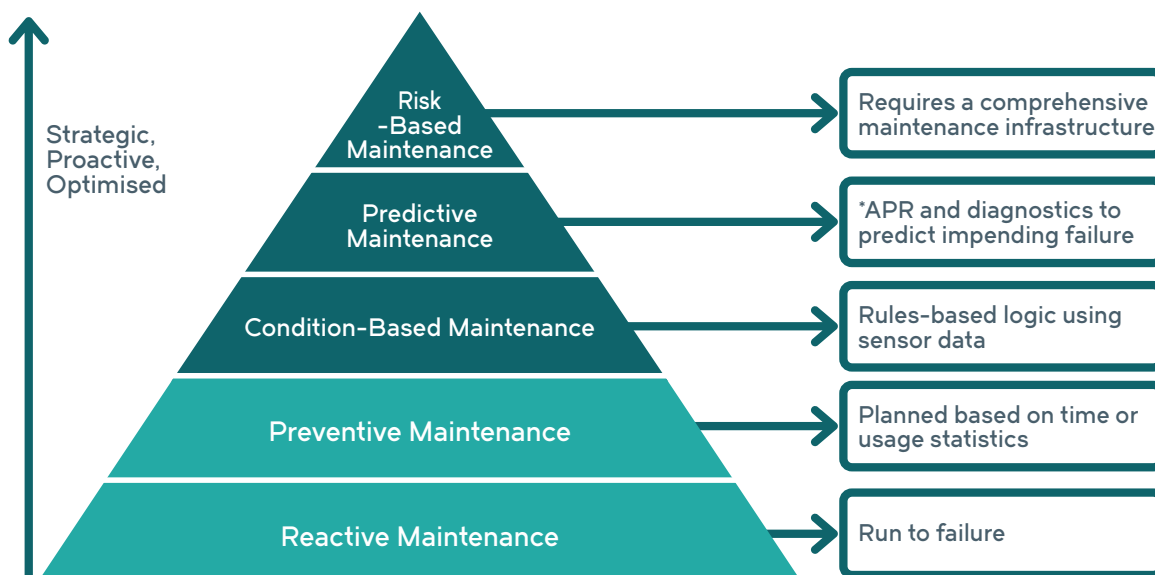 Strategic,
Proactive,
Optimised
Risk
-Based
Maintenance
Requires a comprehensive
maintenance infrastructure
Predictive
Maintenance
*APR and diagnostics to
predict impending failure
Condition-Based Maintenance
Rules-based logic using
sensor data
Preventive Maintenance
Planned based on time or
usage statistics
Reactive Maintenance
Run to failure